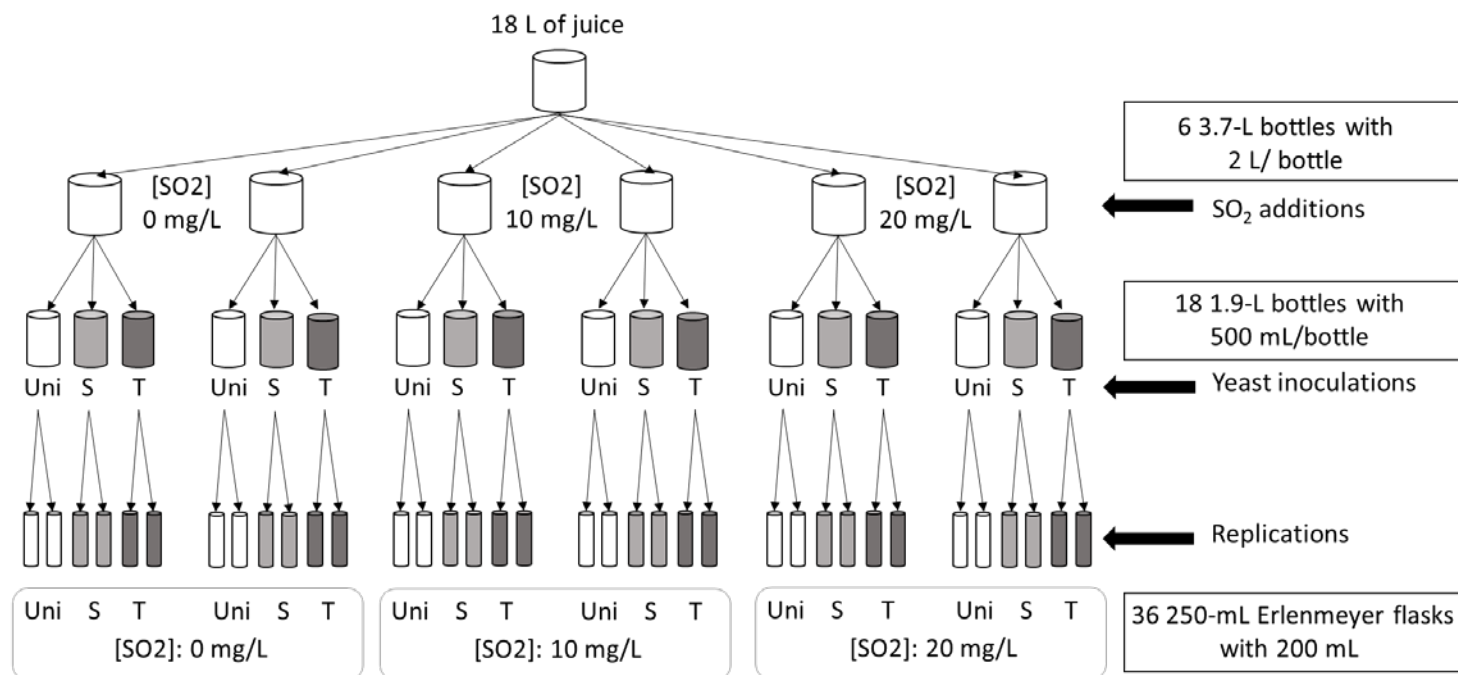 18 L of juice
6 3.7-L bottles with
2 L/ bottle
[SO2]
0 mg/L
[SO2]
10 mg/L
[SO2]
20 mg/L
SO₂ additions
18 1.9-L bottles with
500 mL/bottle
Uni S T Uni S T Uni S T Uni S T Uni S T Uni S T
Yeast inoculations
Replications
Uni S T Uni S T Uni S T Uni S T Uni S T Uni S T
[SO2]: 0 mg/L [SO2]: 10 mg/L [SO2]: 20 mg/L
36 250-mL Erlenmeyer flasks
with 200 mL